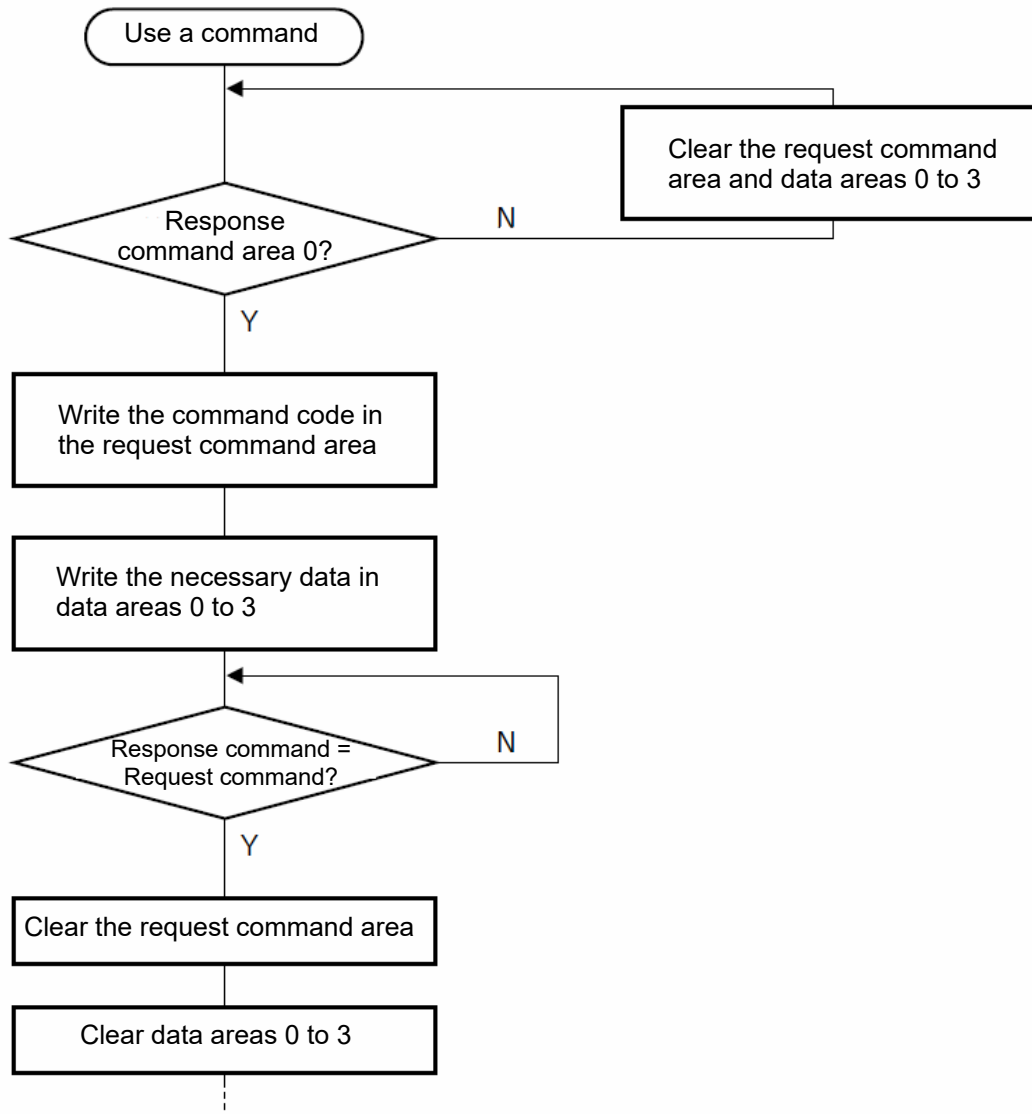 Use a command
Clear the request command
area and data areas 0 to 3
Response
command area 0?
N
Y
Write the command code in
the request command area
Write the necessary data in
data areas 0 to 3
Response command =
Request command?
N
Y
Clear the request command area
Clear data areas 0 to 3